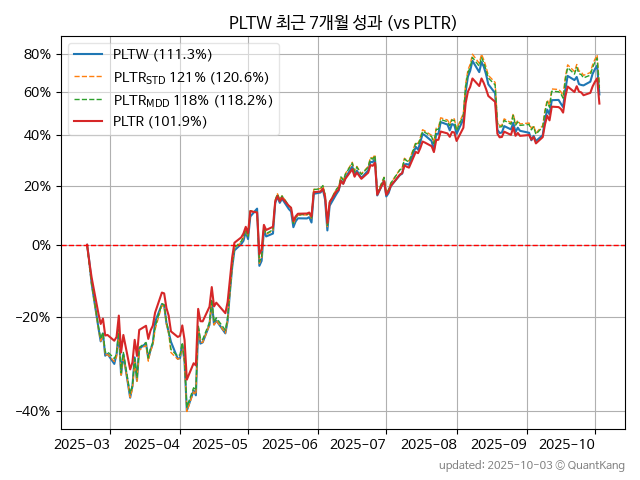 PLTW 최근 7개월 성과 (vs PLTR)
PLTW (111.3%)
PLTR_STD 121% (120.6%)
PLTR_MDD 118% (118.2%)
PLTR (101.9%)
80%
60%
40%
20%
0%
−20%
−40%
2025-03 2025-04 2025-05 2025-06 2025-07 2025-08 2025-09 2025-10
updated: 2025-10-03 © QuantKang